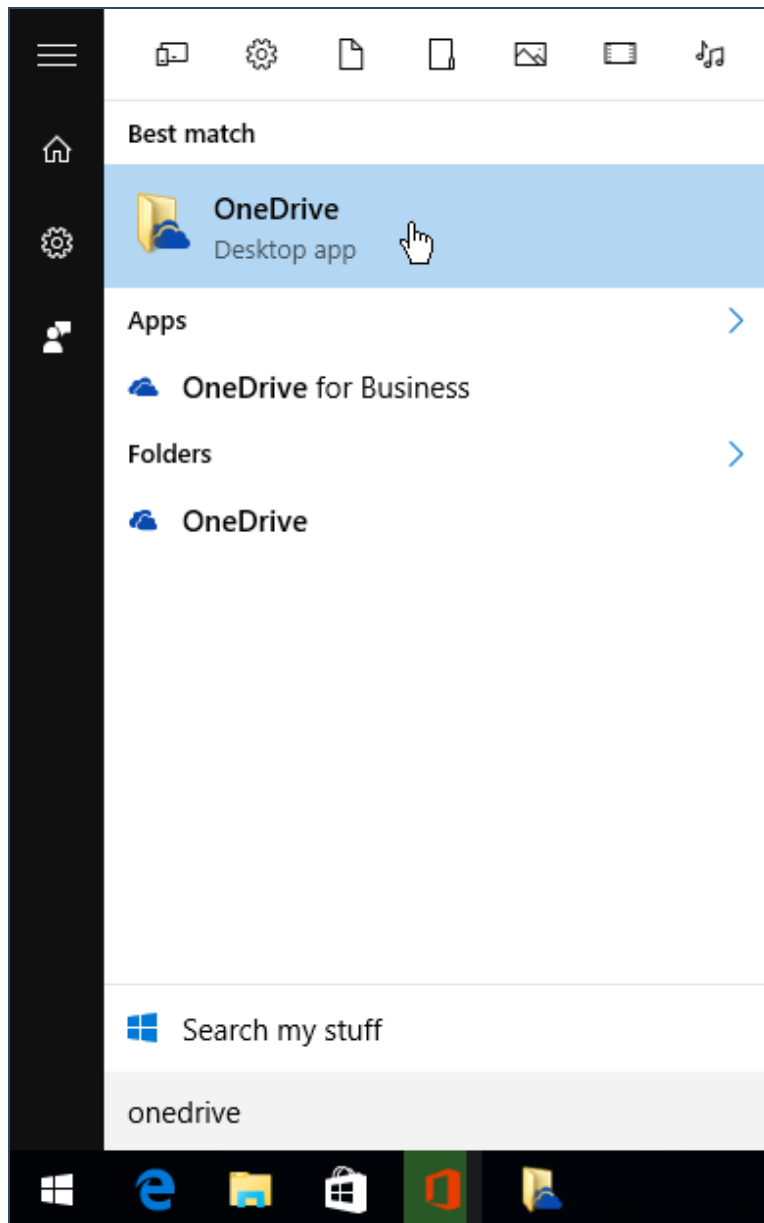 Best match
OneDrive
Desktop app
Apps
OneDrive for Business
Folders
OneDrive
Search my stuff
onedrive